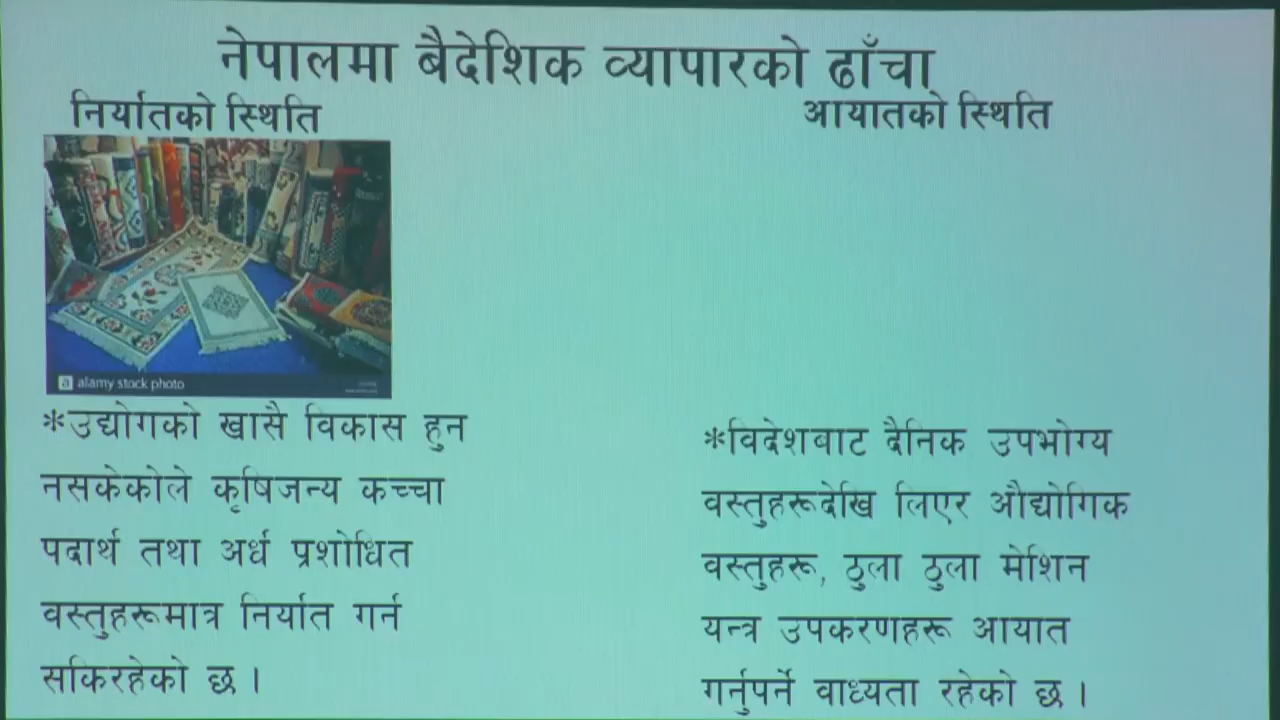 नेपालमा बैदेशिक व्यापारको ढाँचा
निर्यातको स्थिति
alamy stock photo
*उद्योगको खासै विकास हुन
नसकेकोले कृषिजन्य कच्चा
पदार्थ तथा अर्ध प्रशोधित
वस्तुहरूमात्र निर्यात गर्न
सकिरहेको छ ।
आयातको स्थिति
*विदेशबाट दैनिक उपभोग्य
वस्तुहरूदेखि लिएर औद्योगिक
वस्तुहरू, ठुला ठुला मेशिन
यन्त्र उपकरणहरू आयात
गर्नुपर्ने वाध्यता रहेको छ ।